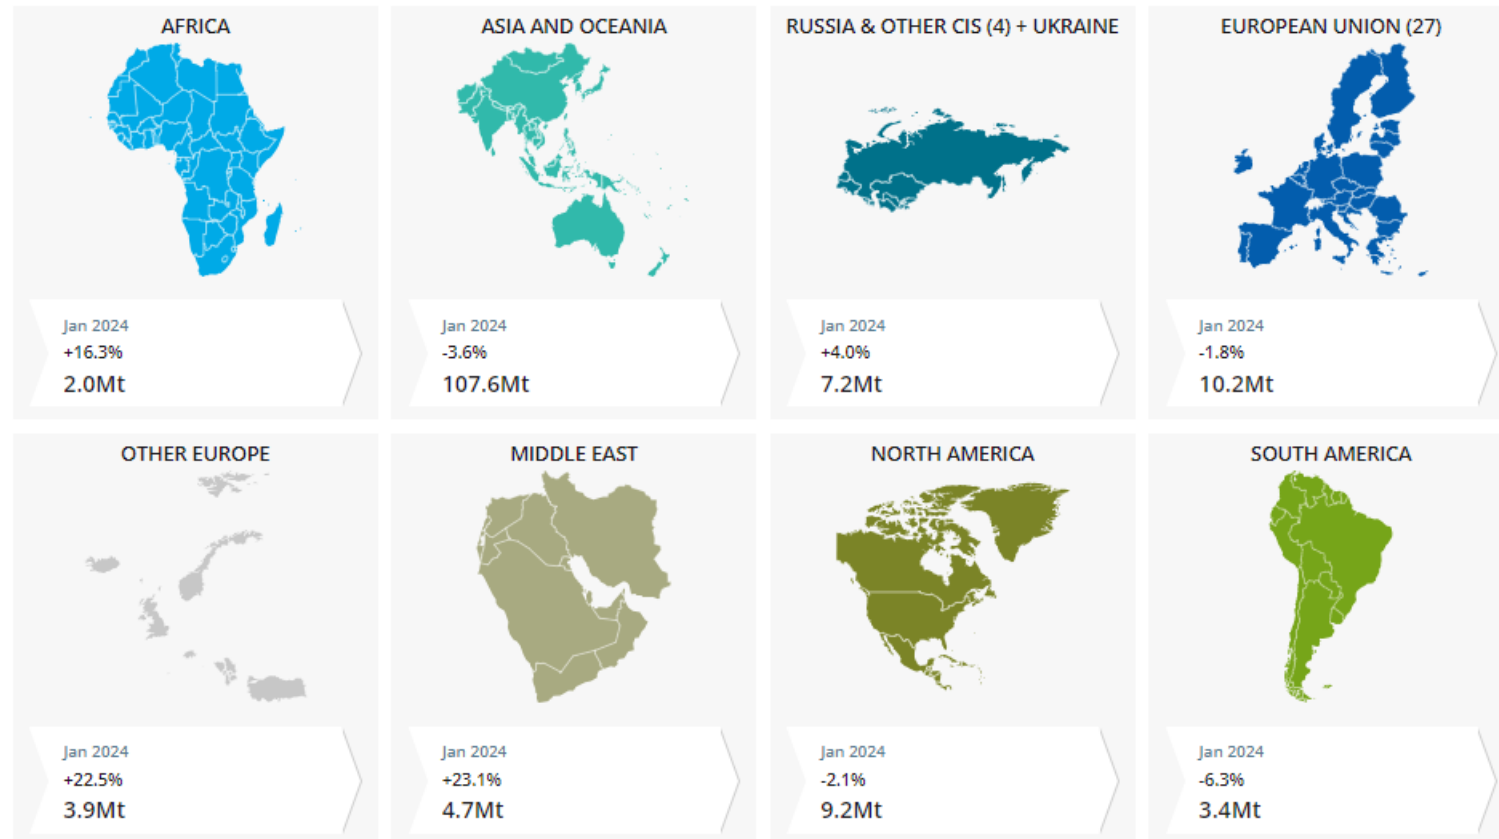 AFRICA
Jan 2024
+16.3%
2.0Mt
ASIA AND OCEANIA
Jan 2024
-3.6%
107.6Mt
RUSSIA & OTHER CIS (4) + UKRAINE
Jan 2024
+4.0%
7.2Mt
EUROPEAN UNION (27)
Jan 2024
-1.8%
10.2Mt
OTHER EUROPE
Jan 2024
+22.5%
3.9Mt
MIDDLE EAST
Jan 2024
+23.1%
4.7Mt
NORTH AMERICA
Jan 2024
-2.1%
9.2Mt
SOUTH AMERICA
Jan 2024
-6.3%
3.4Mt